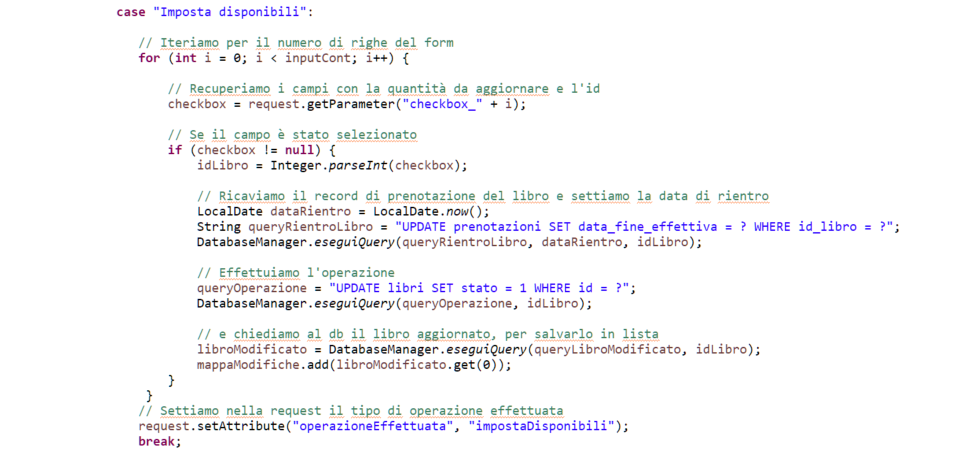 case "Imposta disponibili":
// Iteriamo per il numero di righe del form
for (int i = 0; i < inputCont; i++) {
// Recuperiamo i campi con la quantità da aggiornare e l'id
checkbox = request.getParameter("checkbox_" + i);
// Se il campo è stato selezionato
if (checkbox != null) {
idLibro = Integer.parseInt(checkbox);
// Ricaviamo il record di prenotazione del libro e settiamo la data di rientro
LocalDate dataRientro = LocalDate.now();
String queryRientroLibro = "UPDATE prenotazioni SET data_fine_effettiva = ? WHERE id_libro = ?";
DatabaseManager.eseguiQuery(queryRientroLibro, dataRientro, idLibro);
// Effettuiamo l'operazione
queryOperazione = "UPDATE libri SET stato = 1 WHERE id = ?";
DatabaseManager.eseguiQuery(queryOperazione, idLibro);
// e chiediamo al db il libro aggiornato, per salvarlo in lista
libroModificato = DatabaseManager.eseguiQuery(queryLibroModificato, idLibro);
mappaModifiche.add(libroModificato.get(0));
}
}
// Settiamo nella request il tipo di operazione effettuata
request.setAttribute("operazioneEffettuata", "impostaDisponibili");
break;